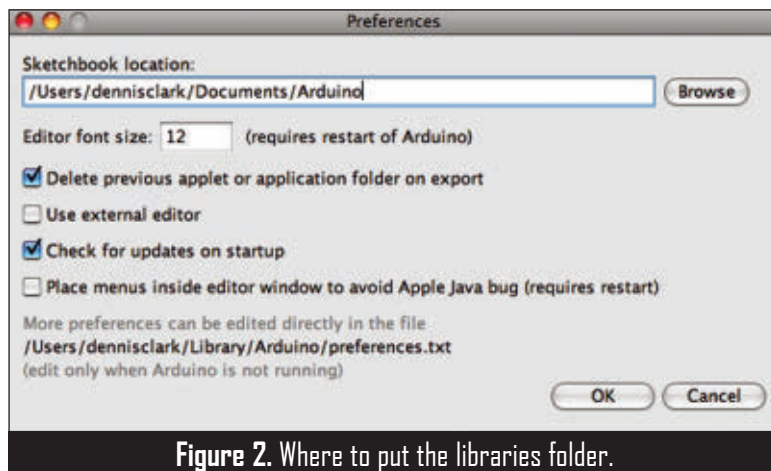 Preferences
Sketchbook location:
/Users/dennisclark/Documents/Arduino
Browse
Editor font size: 12 (requires restart of Arduino)
Delete previous applet or application folder on export
Use external editor
Check for updates on startup
Place menus inside editor window to avoid Apple Java bug (requires restart)
More preferences can be edited directly in the file
/Users/dennisclark/Library/Arduino/preferences.txt
(edit only when Arduino is not running)
OK Cancel
Figure 2. Where to put the libraries folder.